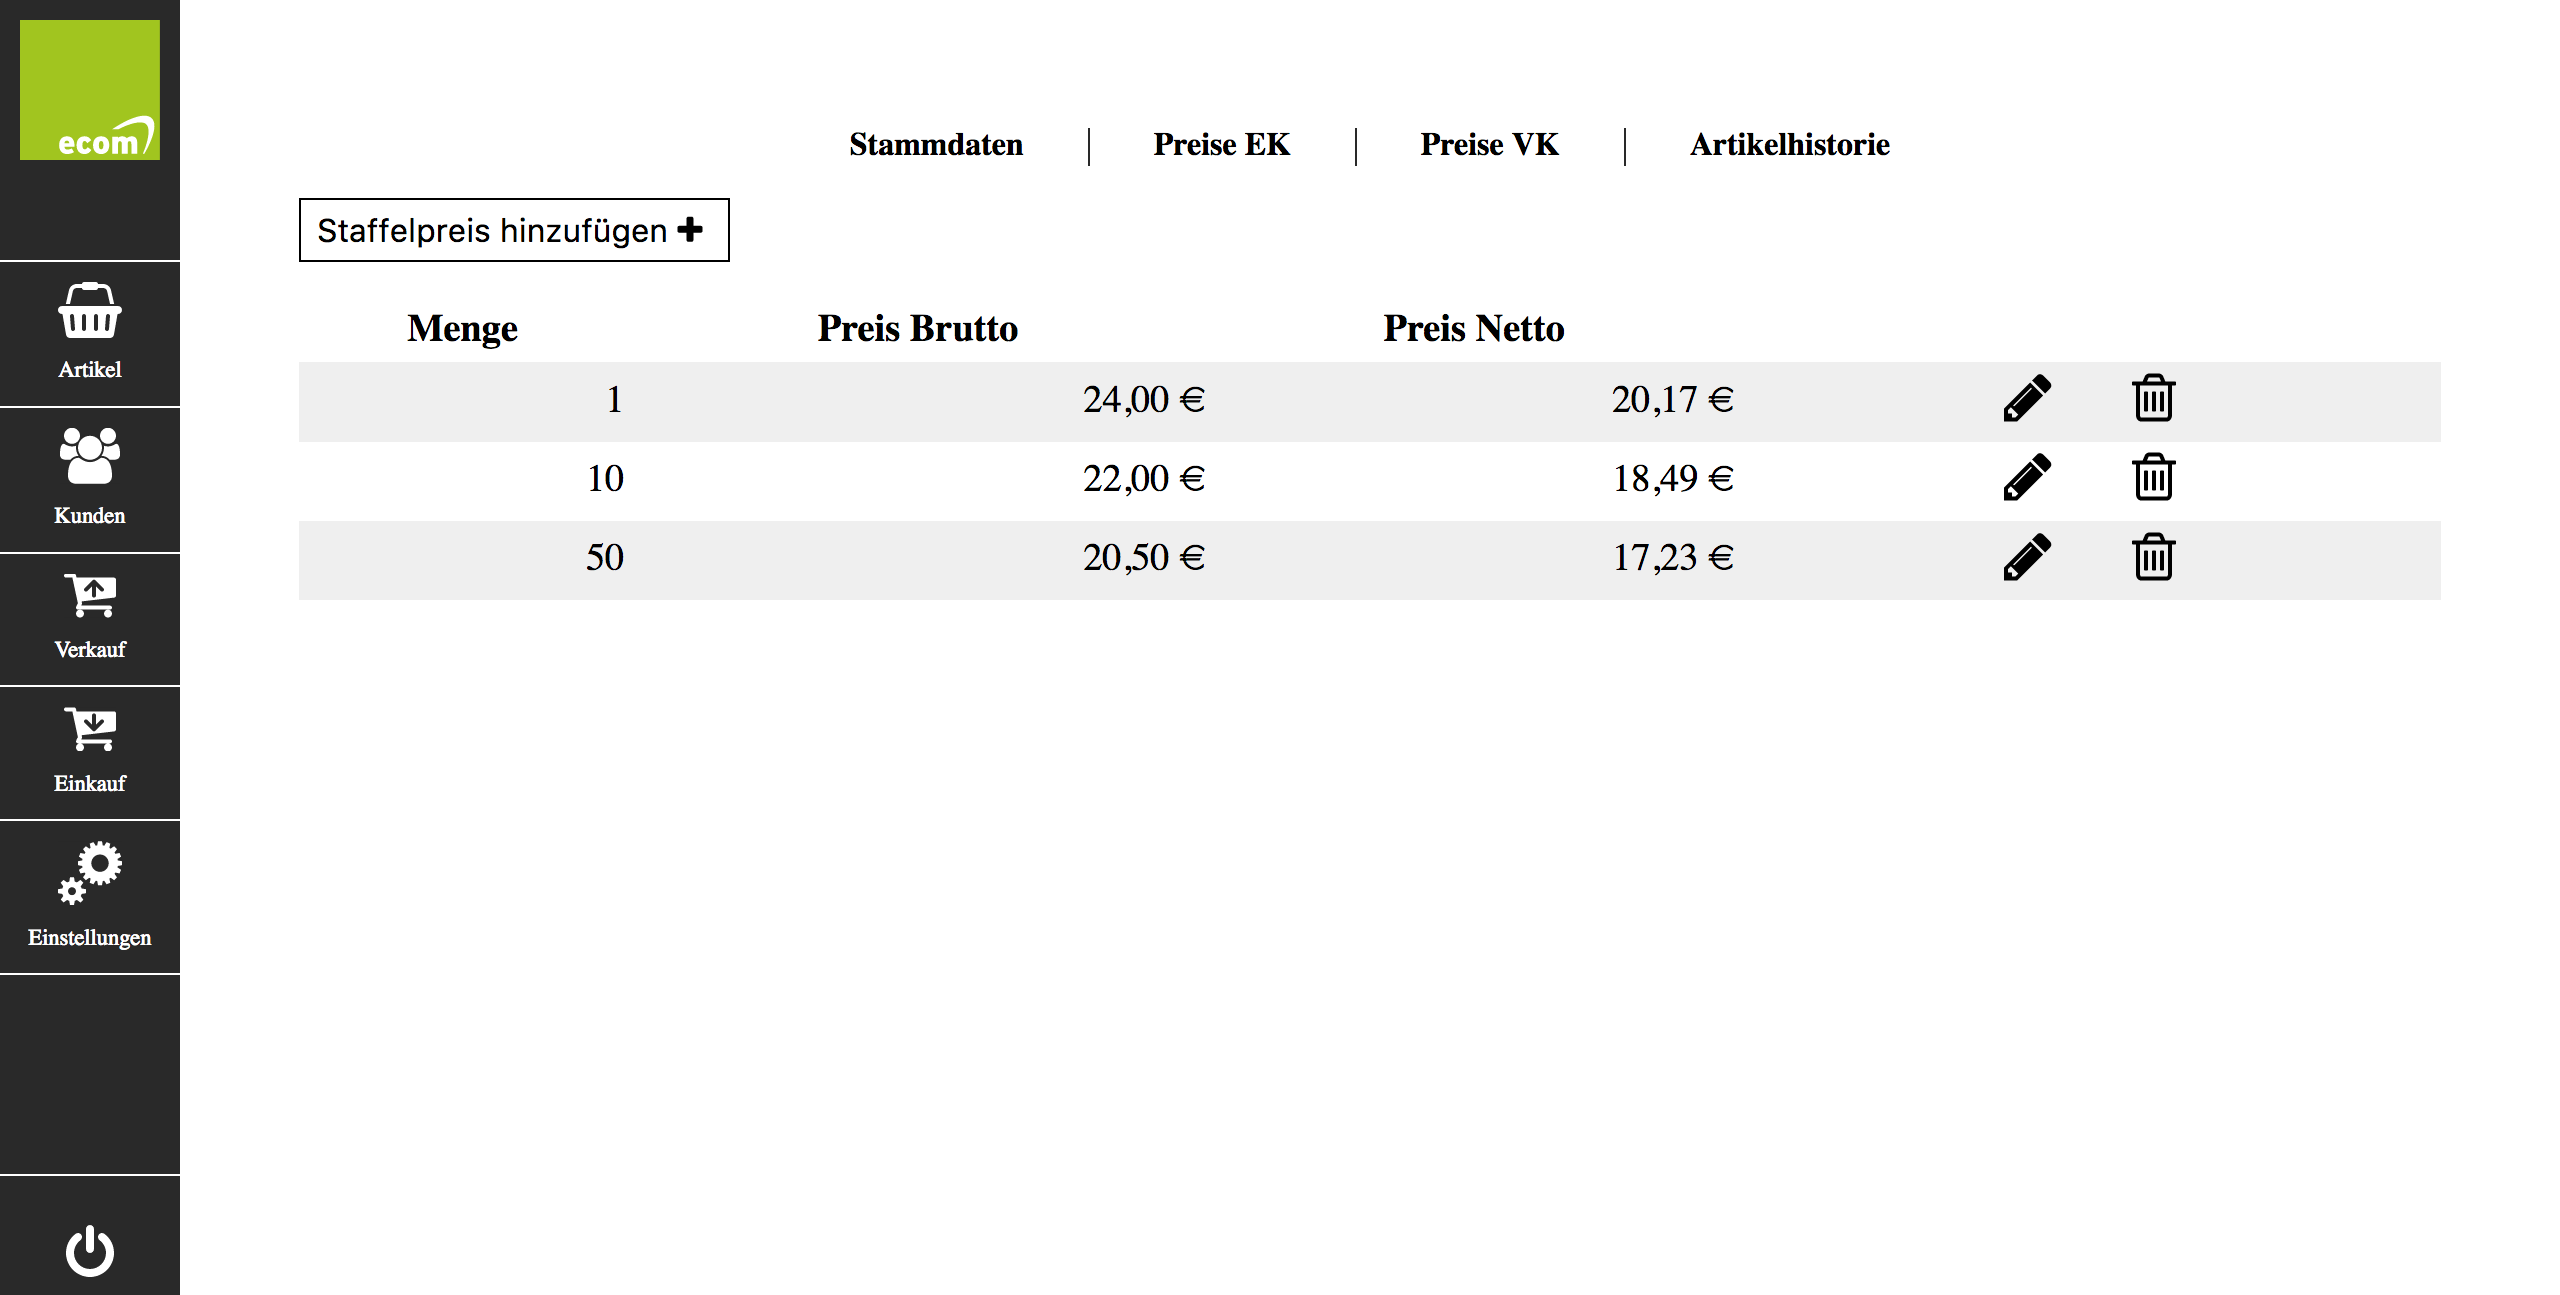 ecom
Artikel
Kunden
Verkauf
Einkauf
Einstellungen
Stammdaten Preise EK Preise VK Artikelhistorie
Staffelpreis hinzufügen
Menge Preis Brutto Preis Netto
1 24,00 € 20,17 €
10 22,00 € 18,49 €
50 20,50 € 17,23 €